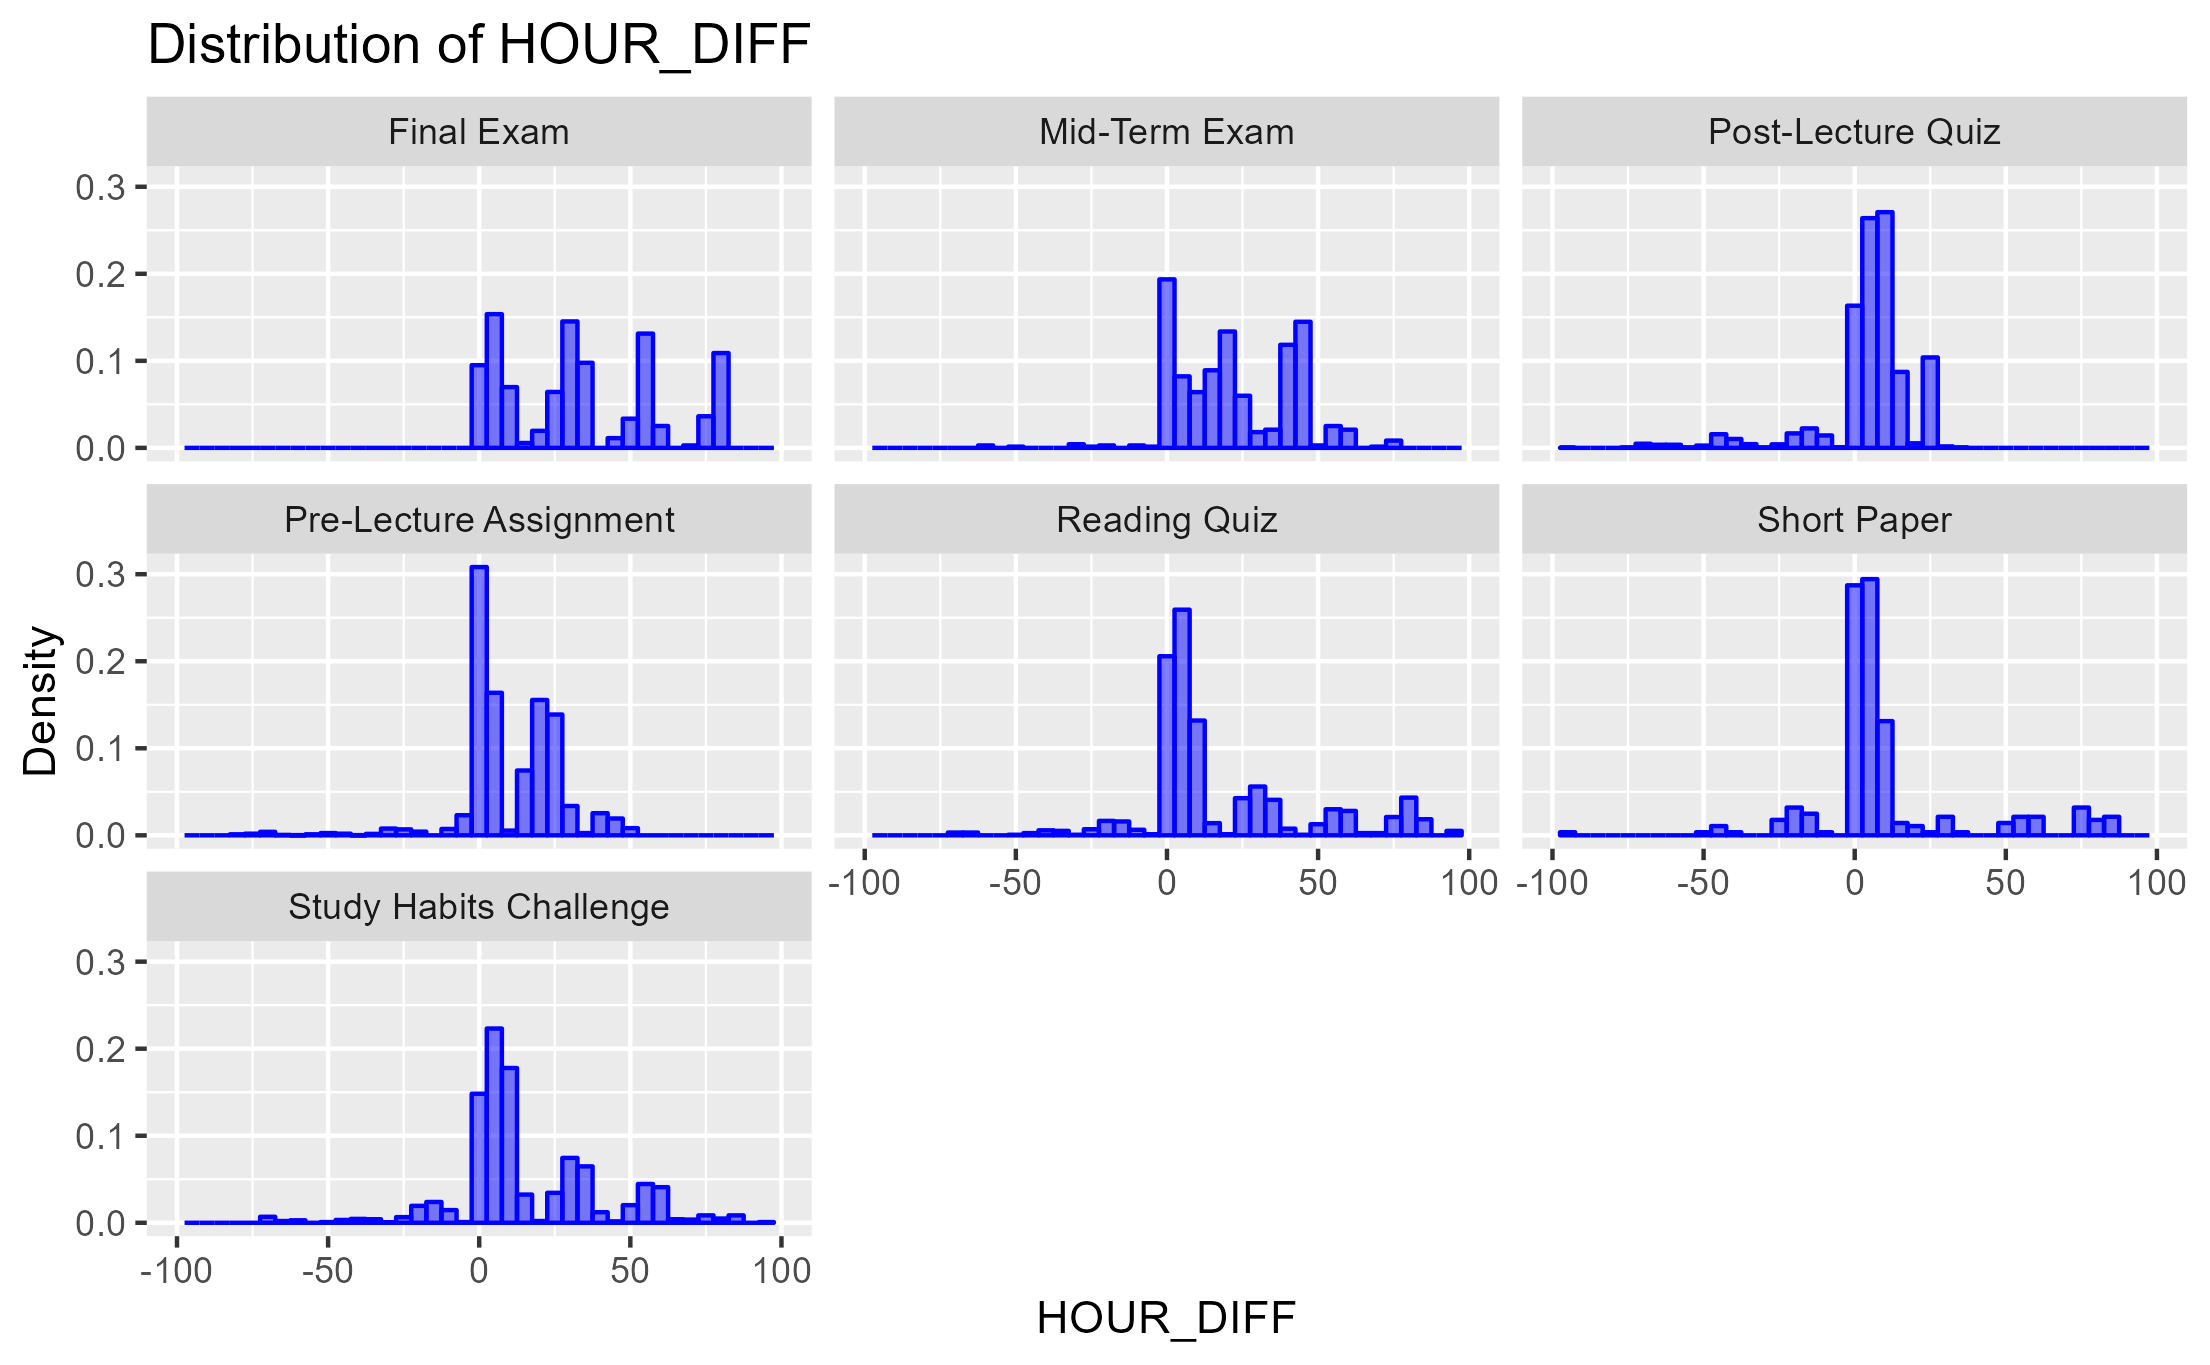 Distribution of HOUR_DIFF
Final Exam
Mid-Term Exam
Post-Lecture Quiz
0.3
0.2
0.1
0.0
Pre-Lecture Assignment
Reading Quiz
Short Paper
0.3
0.2
0.1
0.0
-100 -50 0 50 100
-100 -50 0 50 100
Study Habits Challenge
0.3
0.2
0.1
0.0
-100 -50 0 50 100
Density
HOUR_DIFF